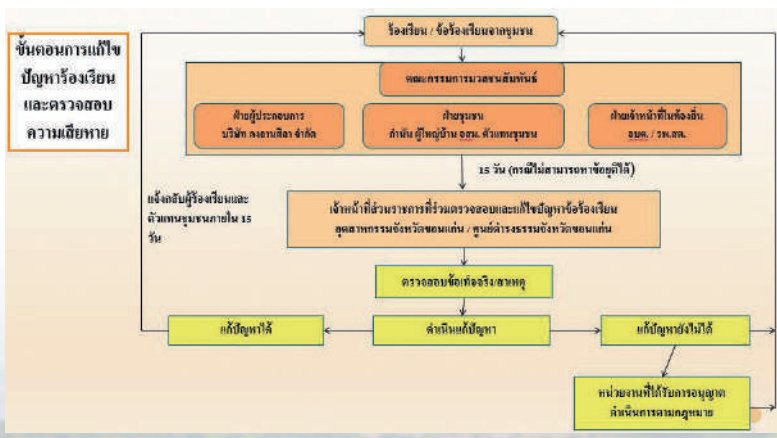 ขั้นตอนการแก้ไข
ปัญหาร้องเรียน
และตรวจสอบ
ความเสียหาย
ร้องเรียน / ข้อร้องเรียนจากชุมชน
คณะกรรมการมวลชนสัมพันธ์
ฝ่ายผู้ประกอบการ
บริษัท คงธานศิลา จำกัด
ฝ่ายชุมชน
กำนัน ผู้ใหญ่บ้าน อสม. ตัวแทนชุมชน
ฝ่ายเจ้าหน้าที่ในท้องถิ่น
อบต. / รพ.สต.
15 วัน (กรณีไม่สามารถหาข้อยุติได้)
แจ้งกลับผู้ร้องเรียนและ
ตัวแทนชุมชนภายใน 15
วัน
เจ้าหน้าที่ส่วนราชการที่ร่วมตรวจสอบและแก้ไขปัญหาข้อร้องเรียน
อุตสาหกรรมจังหวัดขอนแก่น / ศูนย์ดำรงธรรมจังหวัดขอนแก่น
ตรวจสอบข้อเท็จจริง/สาเหตุ
แก้ปัญหาได้
ดำเนินแก้ปัญหา
แก้ปัญหายังไม่ได้
หน่วยงานที่ได้รับการอนุญาต
ดำเนินการตามกฎหมาย